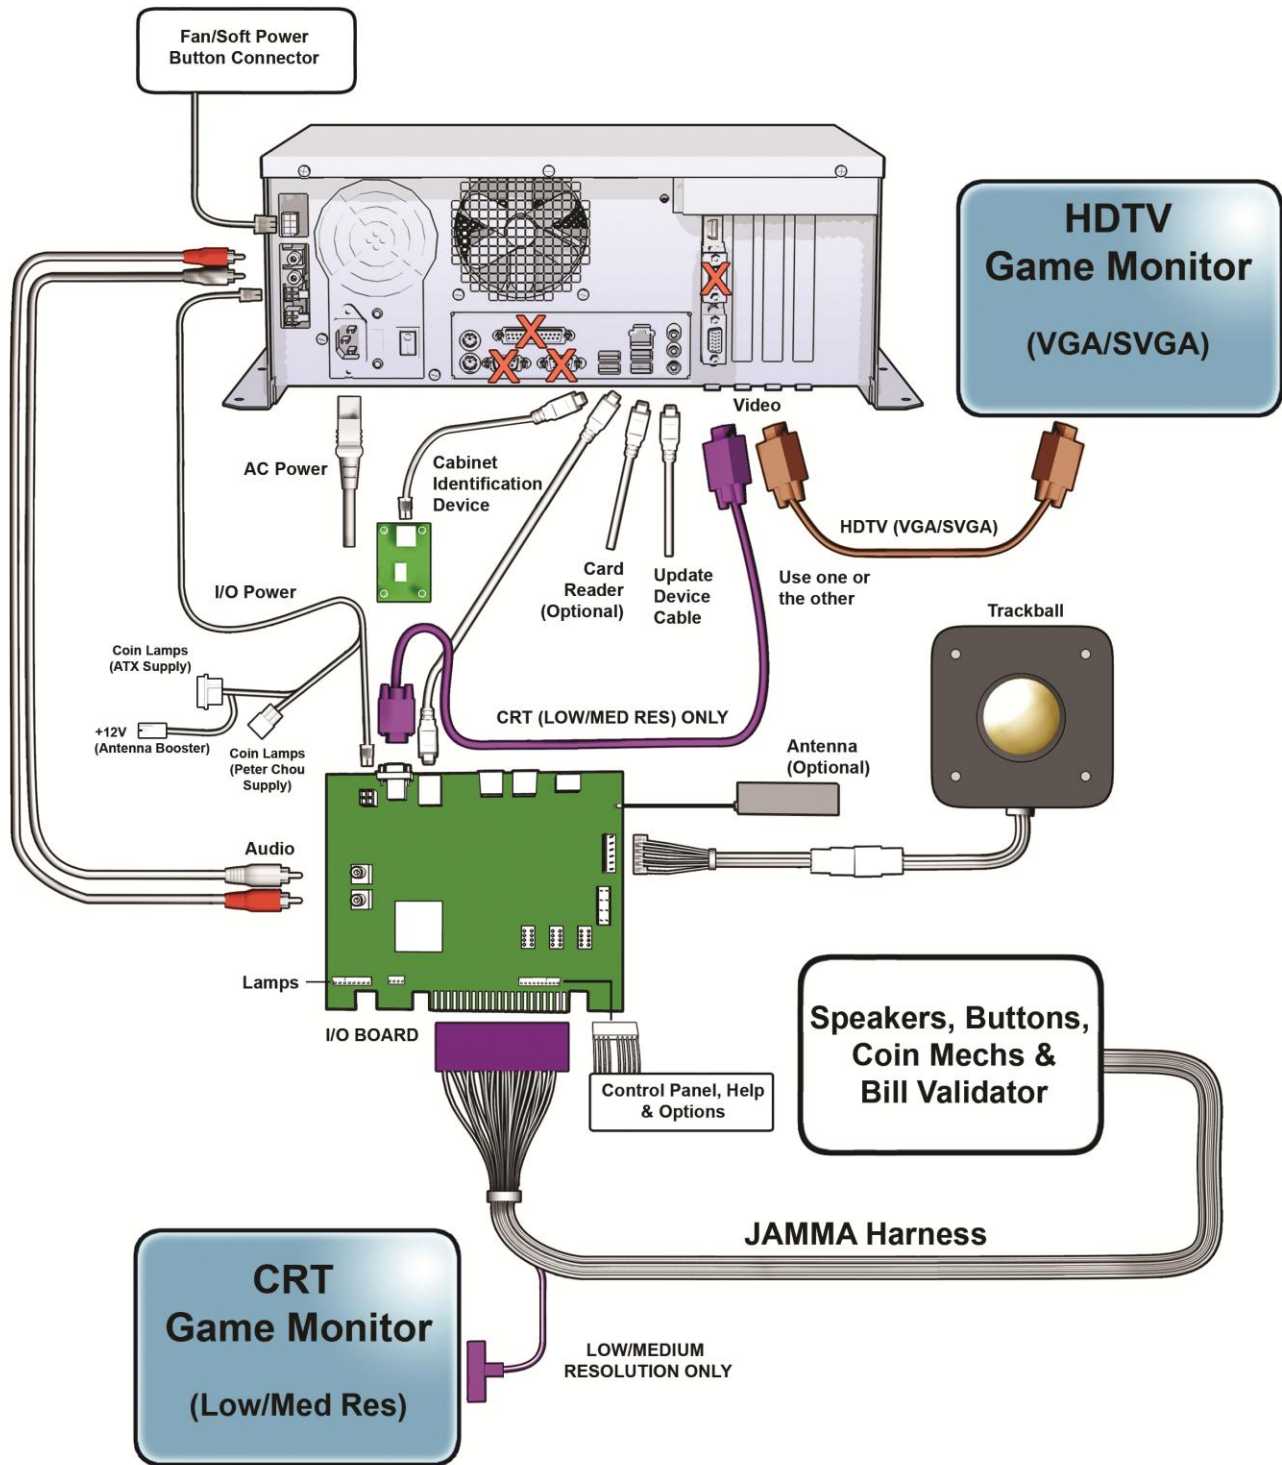 Fan/Soft Power
Button Connector
HDTV
Game Monitor
(VGA/SVGA)
X
X
X
X
Video
AC Power
Cabinet
Identification
Device
HDTV (VGA/SVGA)
Card
Reader
(Optional)
Update
Device
Cable
Use one or
the other
I/O Power
Trackball
Coin Lamps
(ATX Supply)
+12V
(Antenna Booster)
Coin Lamps
(Peter Chou
Supply)
CRT (LOW/MED RES) ONLY
Antenna
(Optional)
Audio
Lamps
I/O BOARD
Speakers, Buttons,
Coin Mechs &
Bill Validator
Control Panel, Help
& Options
JAMMA Harness
CRT
Game Monitor
(Low/Med Res)
LOW/MEDIUM
RESOLUTION ONLY